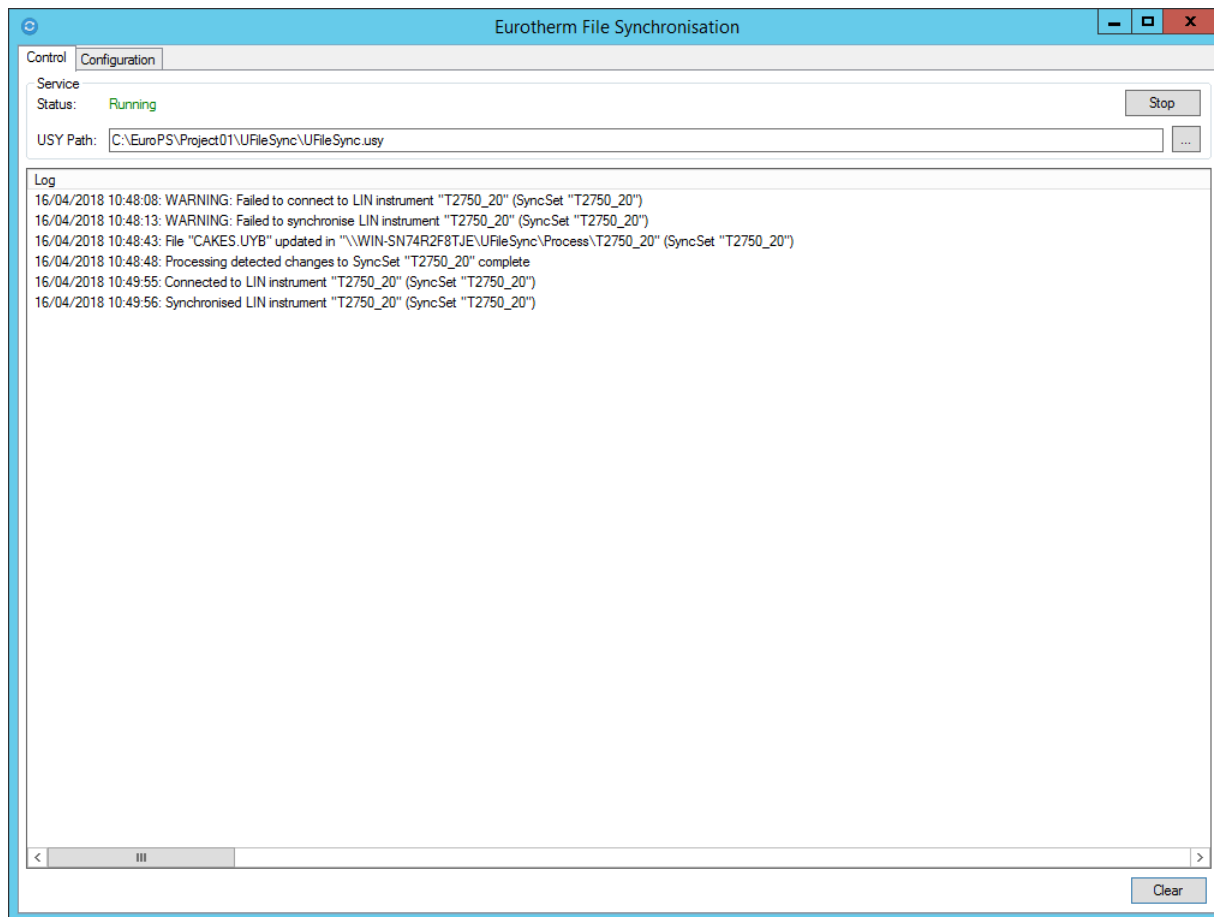 Eurotherm File Synchronisation
Control Configuration
Service
Status: Running Stop
USY Path: C:\EuroPS\Project01\UFileSync\UFileSync.usy ...
Log
16/04/2018 10:48:08: WARNING: Failed to connect to LIN instrument "T2750_20" (SyncSet "T2750_20")
16/04/2018 10:48:13: WARNING: Failed to synchronise LIN instrument "T2750_20" (SyncSet "T2750_20")
16/04/2018 10:48:43: File "CAKES.UYB" updated in "\\WIN-SN74R2F8TJE\UFileSync\Process\T2750_20" (SyncSet "T2750_20")
16/04/2018 10:48:48: Processing detected changes to SyncSet "T2750_20" complete
16/04/2018 10:49:55: Connected to LIN instrument "T2750_20" (SyncSet "T2750_20")
16/04/2018 10:49:56: Synchronised LIN instrument "T2750_20" (SyncSet "T2750_20")
Clear